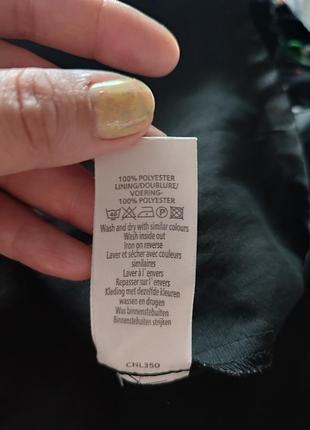 100% POLYESTER
LINING/DOUBLURE/
VOERING-
100% POLYESTER
40
Wash and dry with similar colours
Wash inside out
Iron on reverse
Laver et sécher avec couleurs
similaires
Laver à l'envers
Repasser sur l'envers
Kleding met dezelfde kleuren
wassen en drogen
Was binnenstebuiten
Binnenstebuiten strijken
CNL350